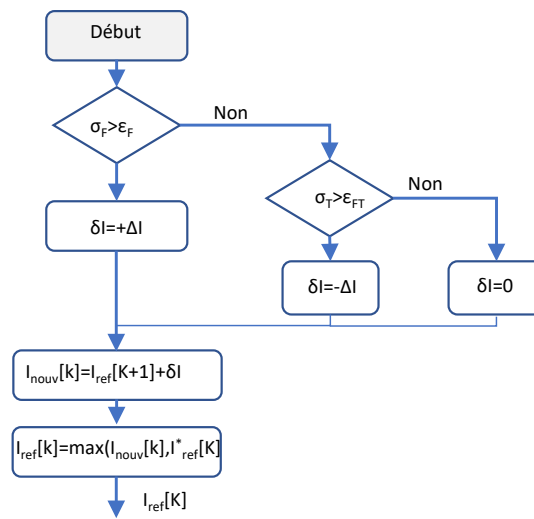 Début
σF>εF
Non
σT>εFT
Non
δI=+ΔI
δI=-ΔI
δI=0
Inouv[k]=Iref[K+1]+δI
Iref[k]=max(Inouv[k],I*ref[K]
Iref[K]